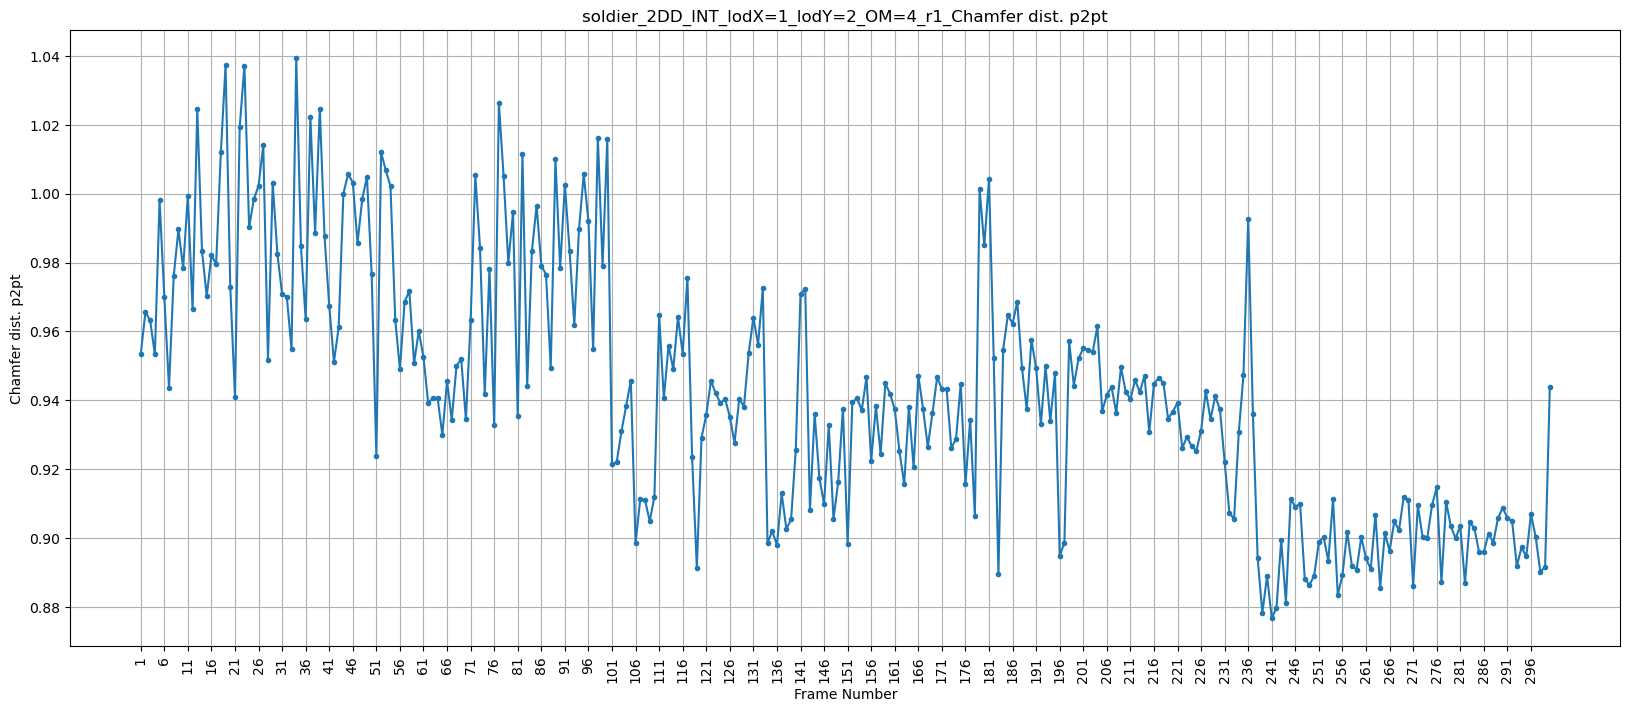 soldier_2DD_INT_lodX=1_lodY=2_OM=4_r1_Chamfer dist. p2pt
Chamfer dist. p2pt
1.04
1.02
1.00
0.98
0.96
0.94
0.92
0.90
0.88
1 6 11 16 21 26 31 36 41 46 51 56 61 66 71 76 81 86 91 96 101 106 111 116 121 126 131 136 141 146 151 156 161 166 171 176 181 186 191 196 201 206 211 216 221 226 231 236 241 246 251 256 261 266 271 276 281 286 291 296
Frame Number